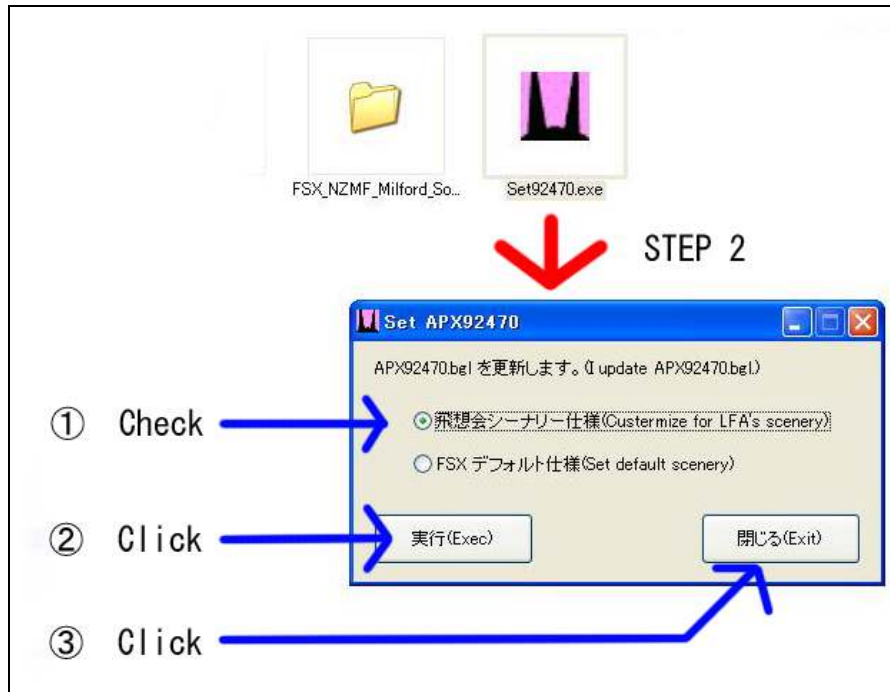 FSX_NZMF_Milford_So...
Set92470.exe
STEP 2
Set APX92470
APX92470.bgl を更新します。(I update APX92470.bgl.)
① Check
飛想会シーナリー仕様(Custermize for LFA's scenery)
FSX デフォルト仕様(Set default scenery)
② Click
実行(Exec)
閉じる(Exit)
③ Click